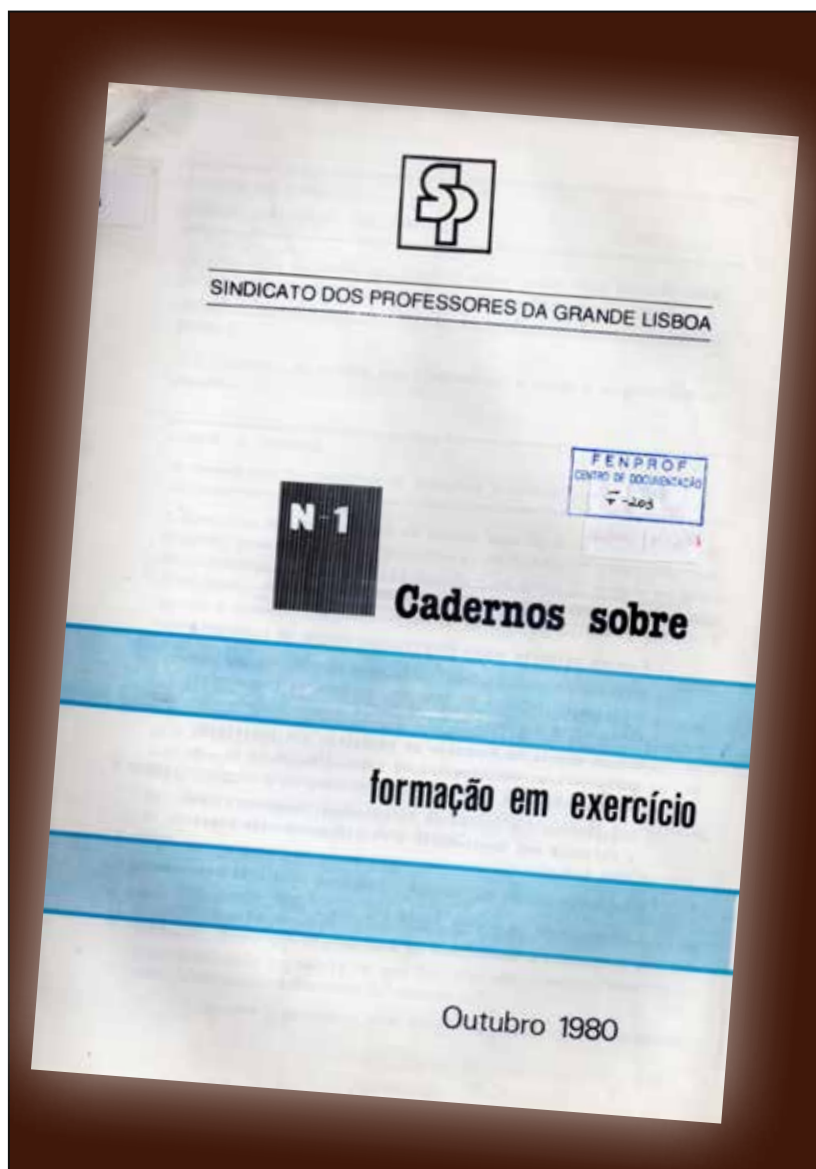 SP
SINDICATO DOS PROFESSORES DA GRANDE LISBOA
FENPROF
CENTRO DE DOCUMENTAÇÃO
F-203
N-1
Cadernos sobre
formação em exercício
Outubro 1980